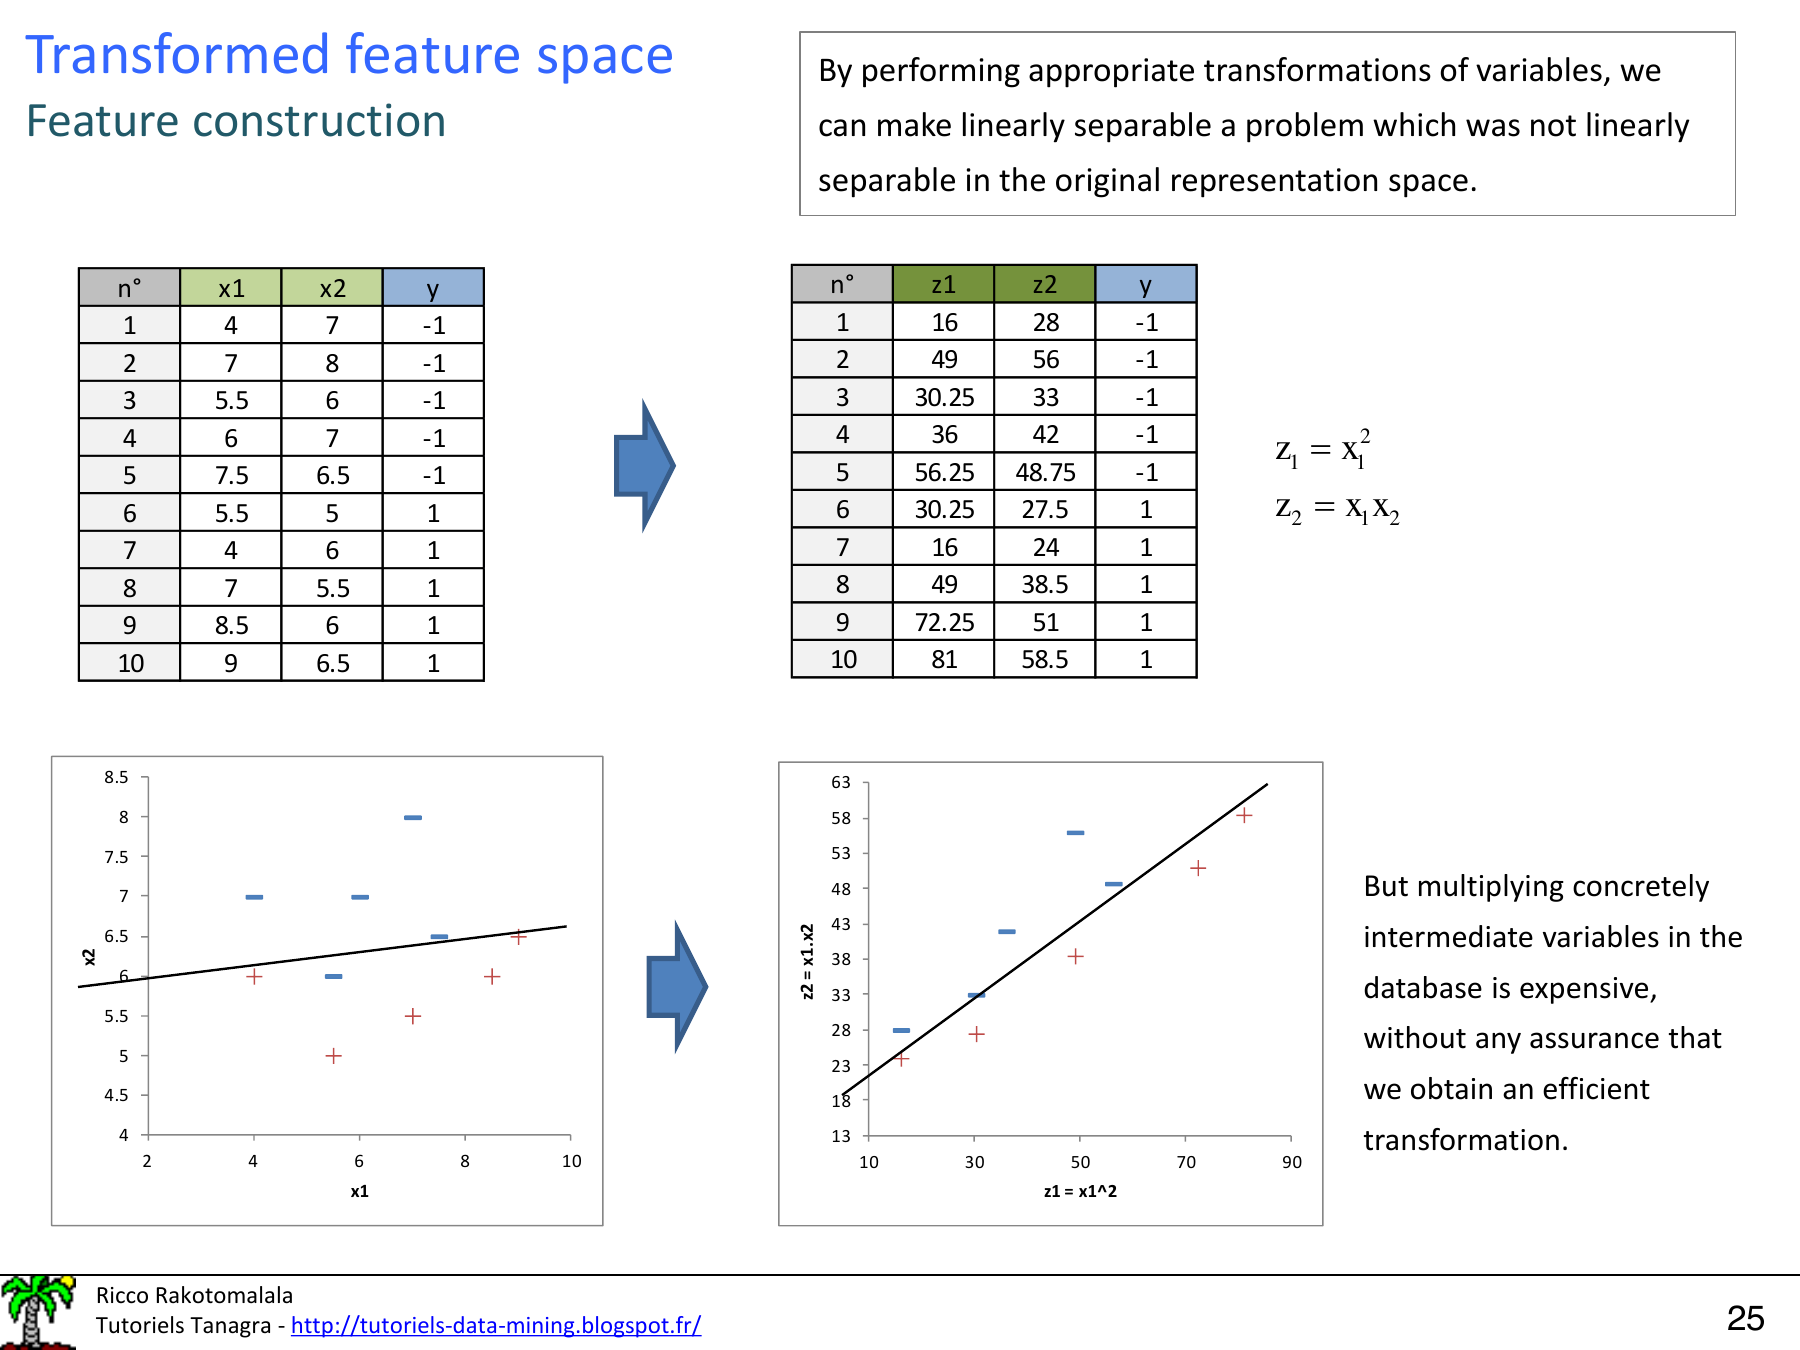 Transformed feature space
Feature construction
By performing appropriate transformations of variables, we
can make linearly separable a problem which was not linearly
separable in the original representation space.
n° x1 x2 y
1 4 7 -1
2 7 8 -1
3 5.5 6 -1
4 6 7 -1
5 7.5 6.5 -1
6 5.5 5 1
7 4 6 1
8 7 5.5 1
9 8.5 6 1
10 9 6.5 1
n° z1 z2 y
1 16 28 -1
2 49 56 -1
3 30.25 33 -1
4 36 42 -1
5 56.25 48.75 -1
6 30.25 27.5 1
7 16 24 1
8 49 38.5 1
9 72.25 51 1
10 81 58.5 1
z₁ = x₁²
z₂ = x₁x₂
8.5
8
7.5
7
6.5
6
5.5
5
4.5
4
x2
2 4 6 8 10
x1
63
58
53
48
43
38
33
28
23
18
13
z2 = x1.x2
10 30 50 70 90
z1 = x1^2
But multiplying concretely
intermediate variables in the
database is expensive,
without any assurance that
we obtain an efficient
transformation.
Ricco Rakotomalala
Tutoriels Tanagra - http://tutoriels-data-mining.blogspot.fr/
25